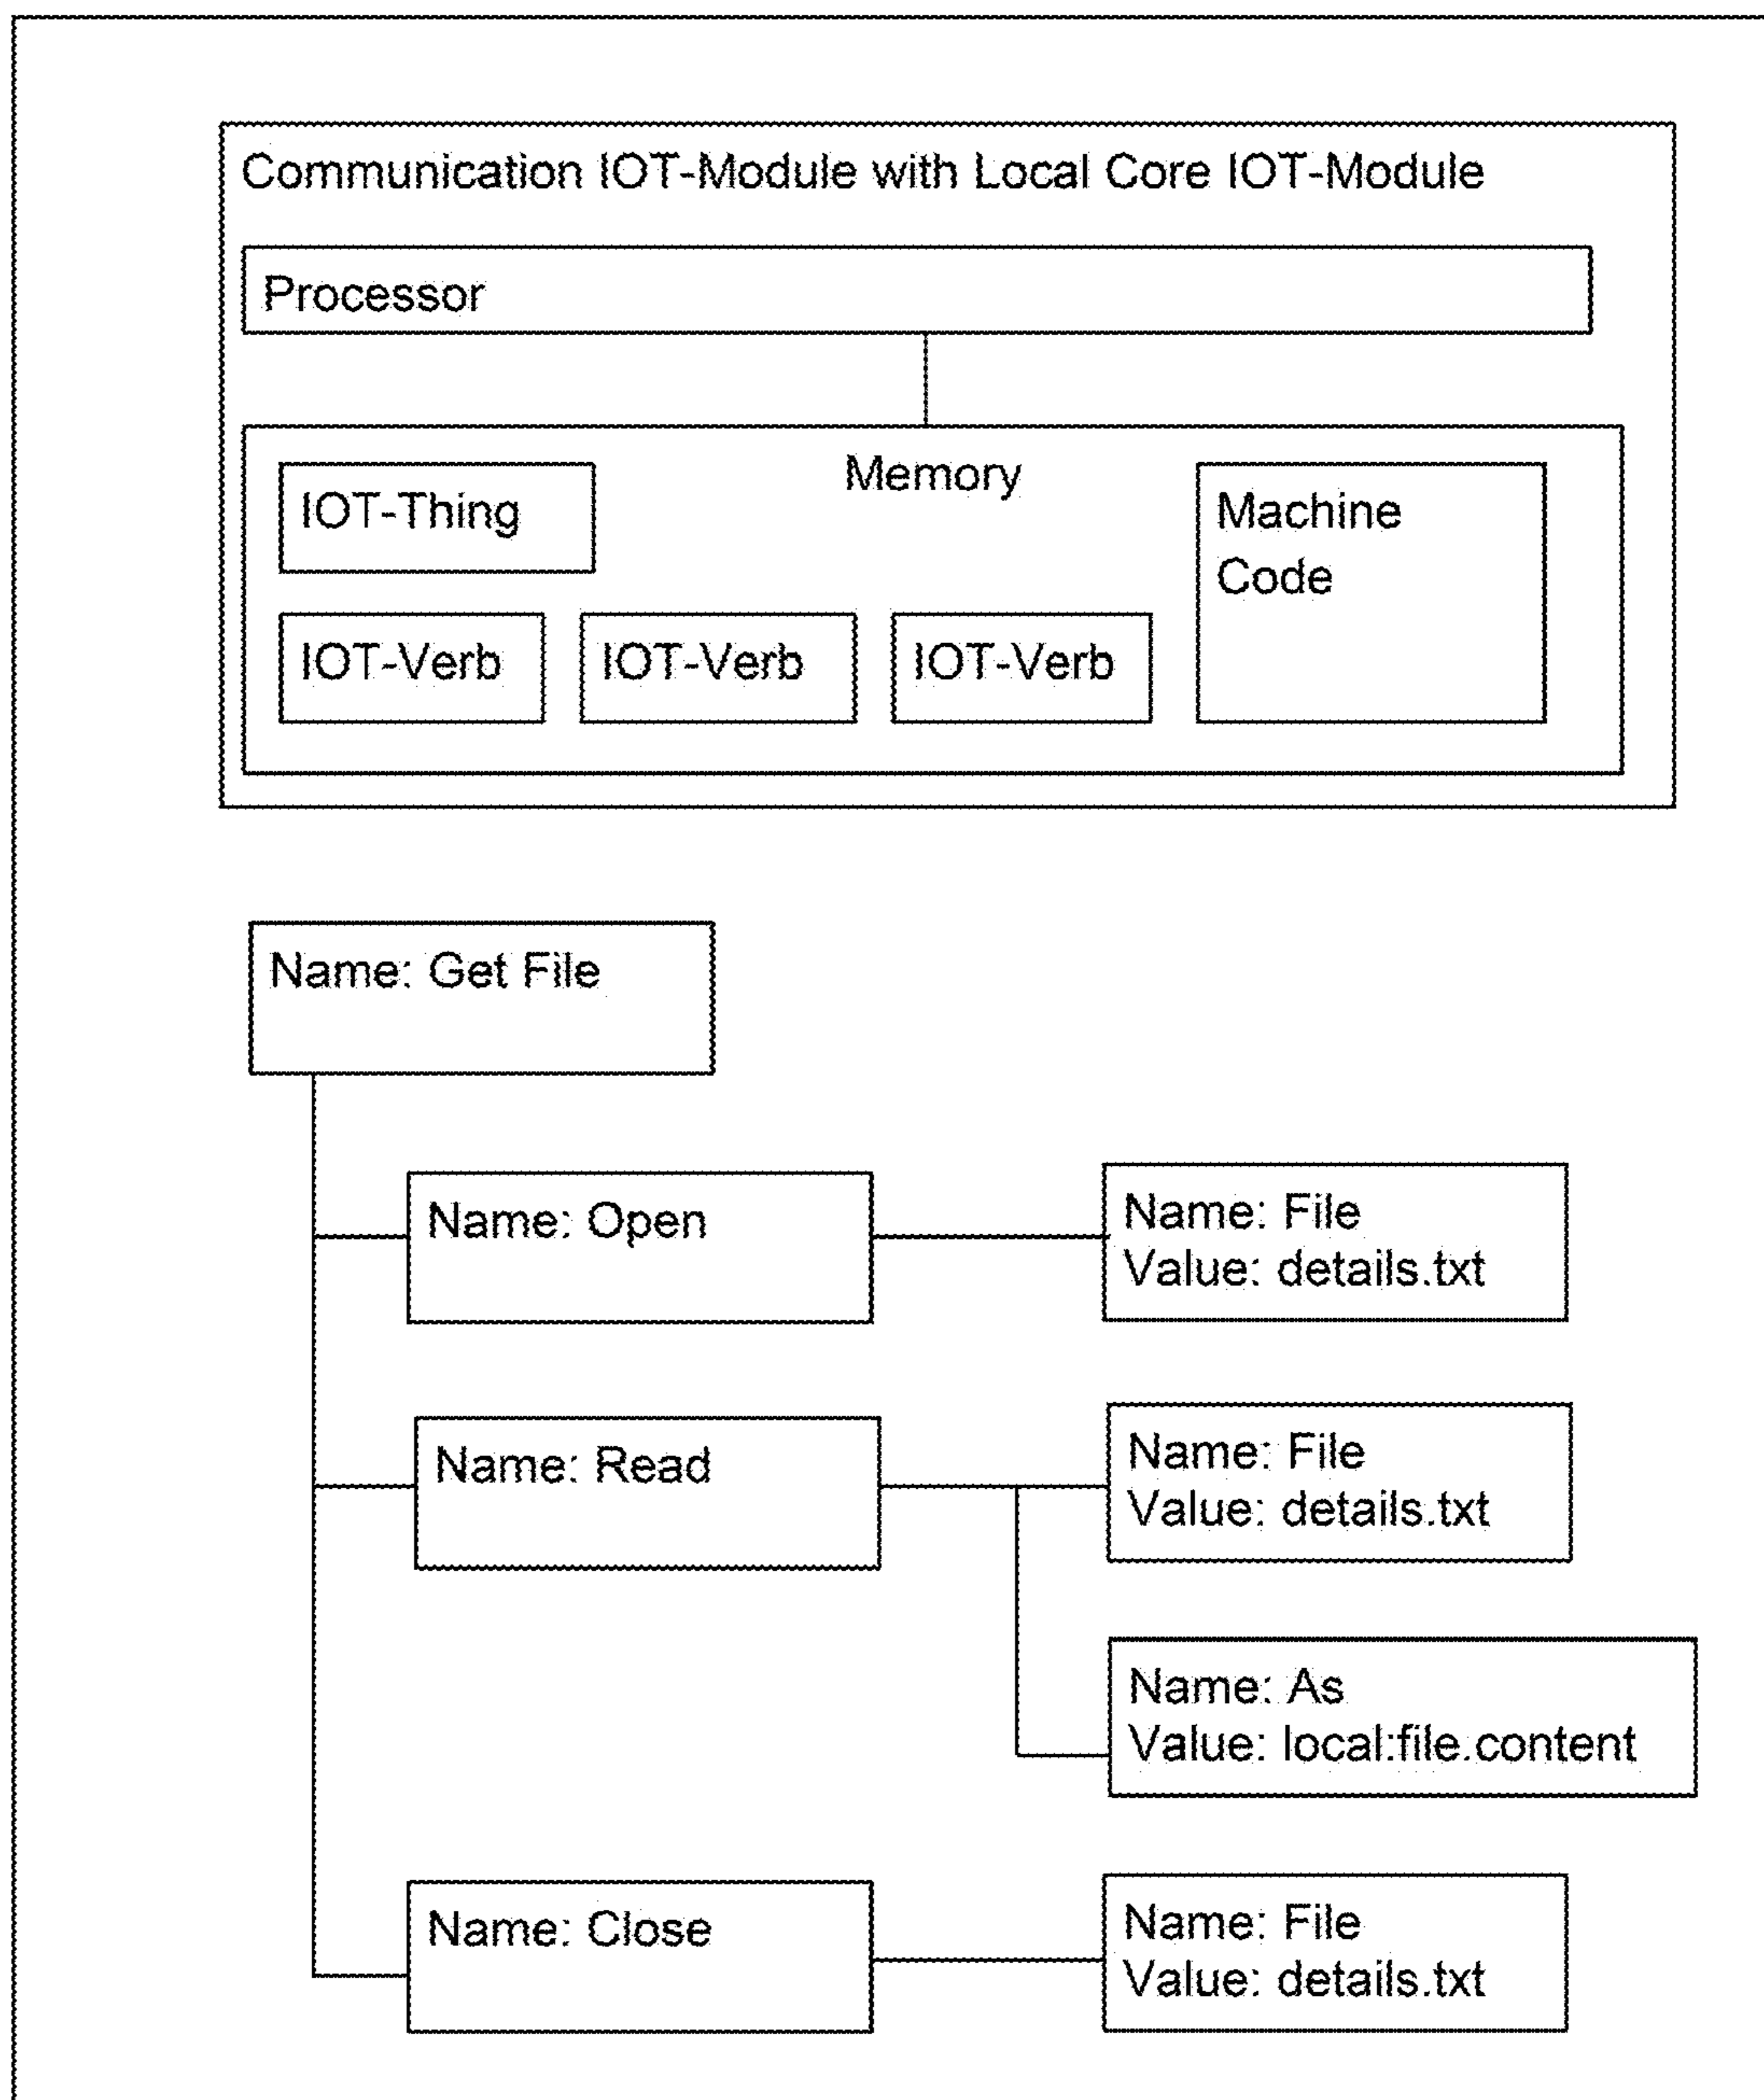 Communication IOT-Module with Local Core IOT-Module
Processor
Memory
IOT-Thing
Machine
Code
IOT-Verb
IOT-Verb
IOT-Verb
Name: Get File
Name: Open
Name: File
Value: details.txt
Name: Read
Name: File
Value: details.txt
Name: As
Value: local:file.content
Name: Close
Name: File
Value: details.txt